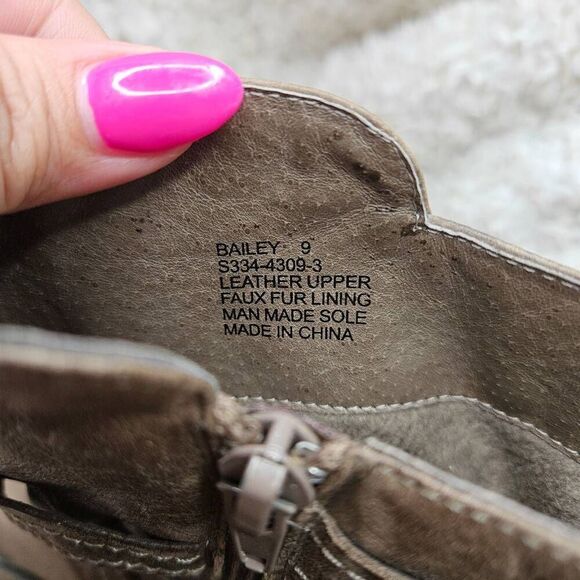 BAILEY 9
S334-4309-3
LEATHER UPPER
FAUX FUR LINING
MAN MADE SOLE
MADE IN CHINA